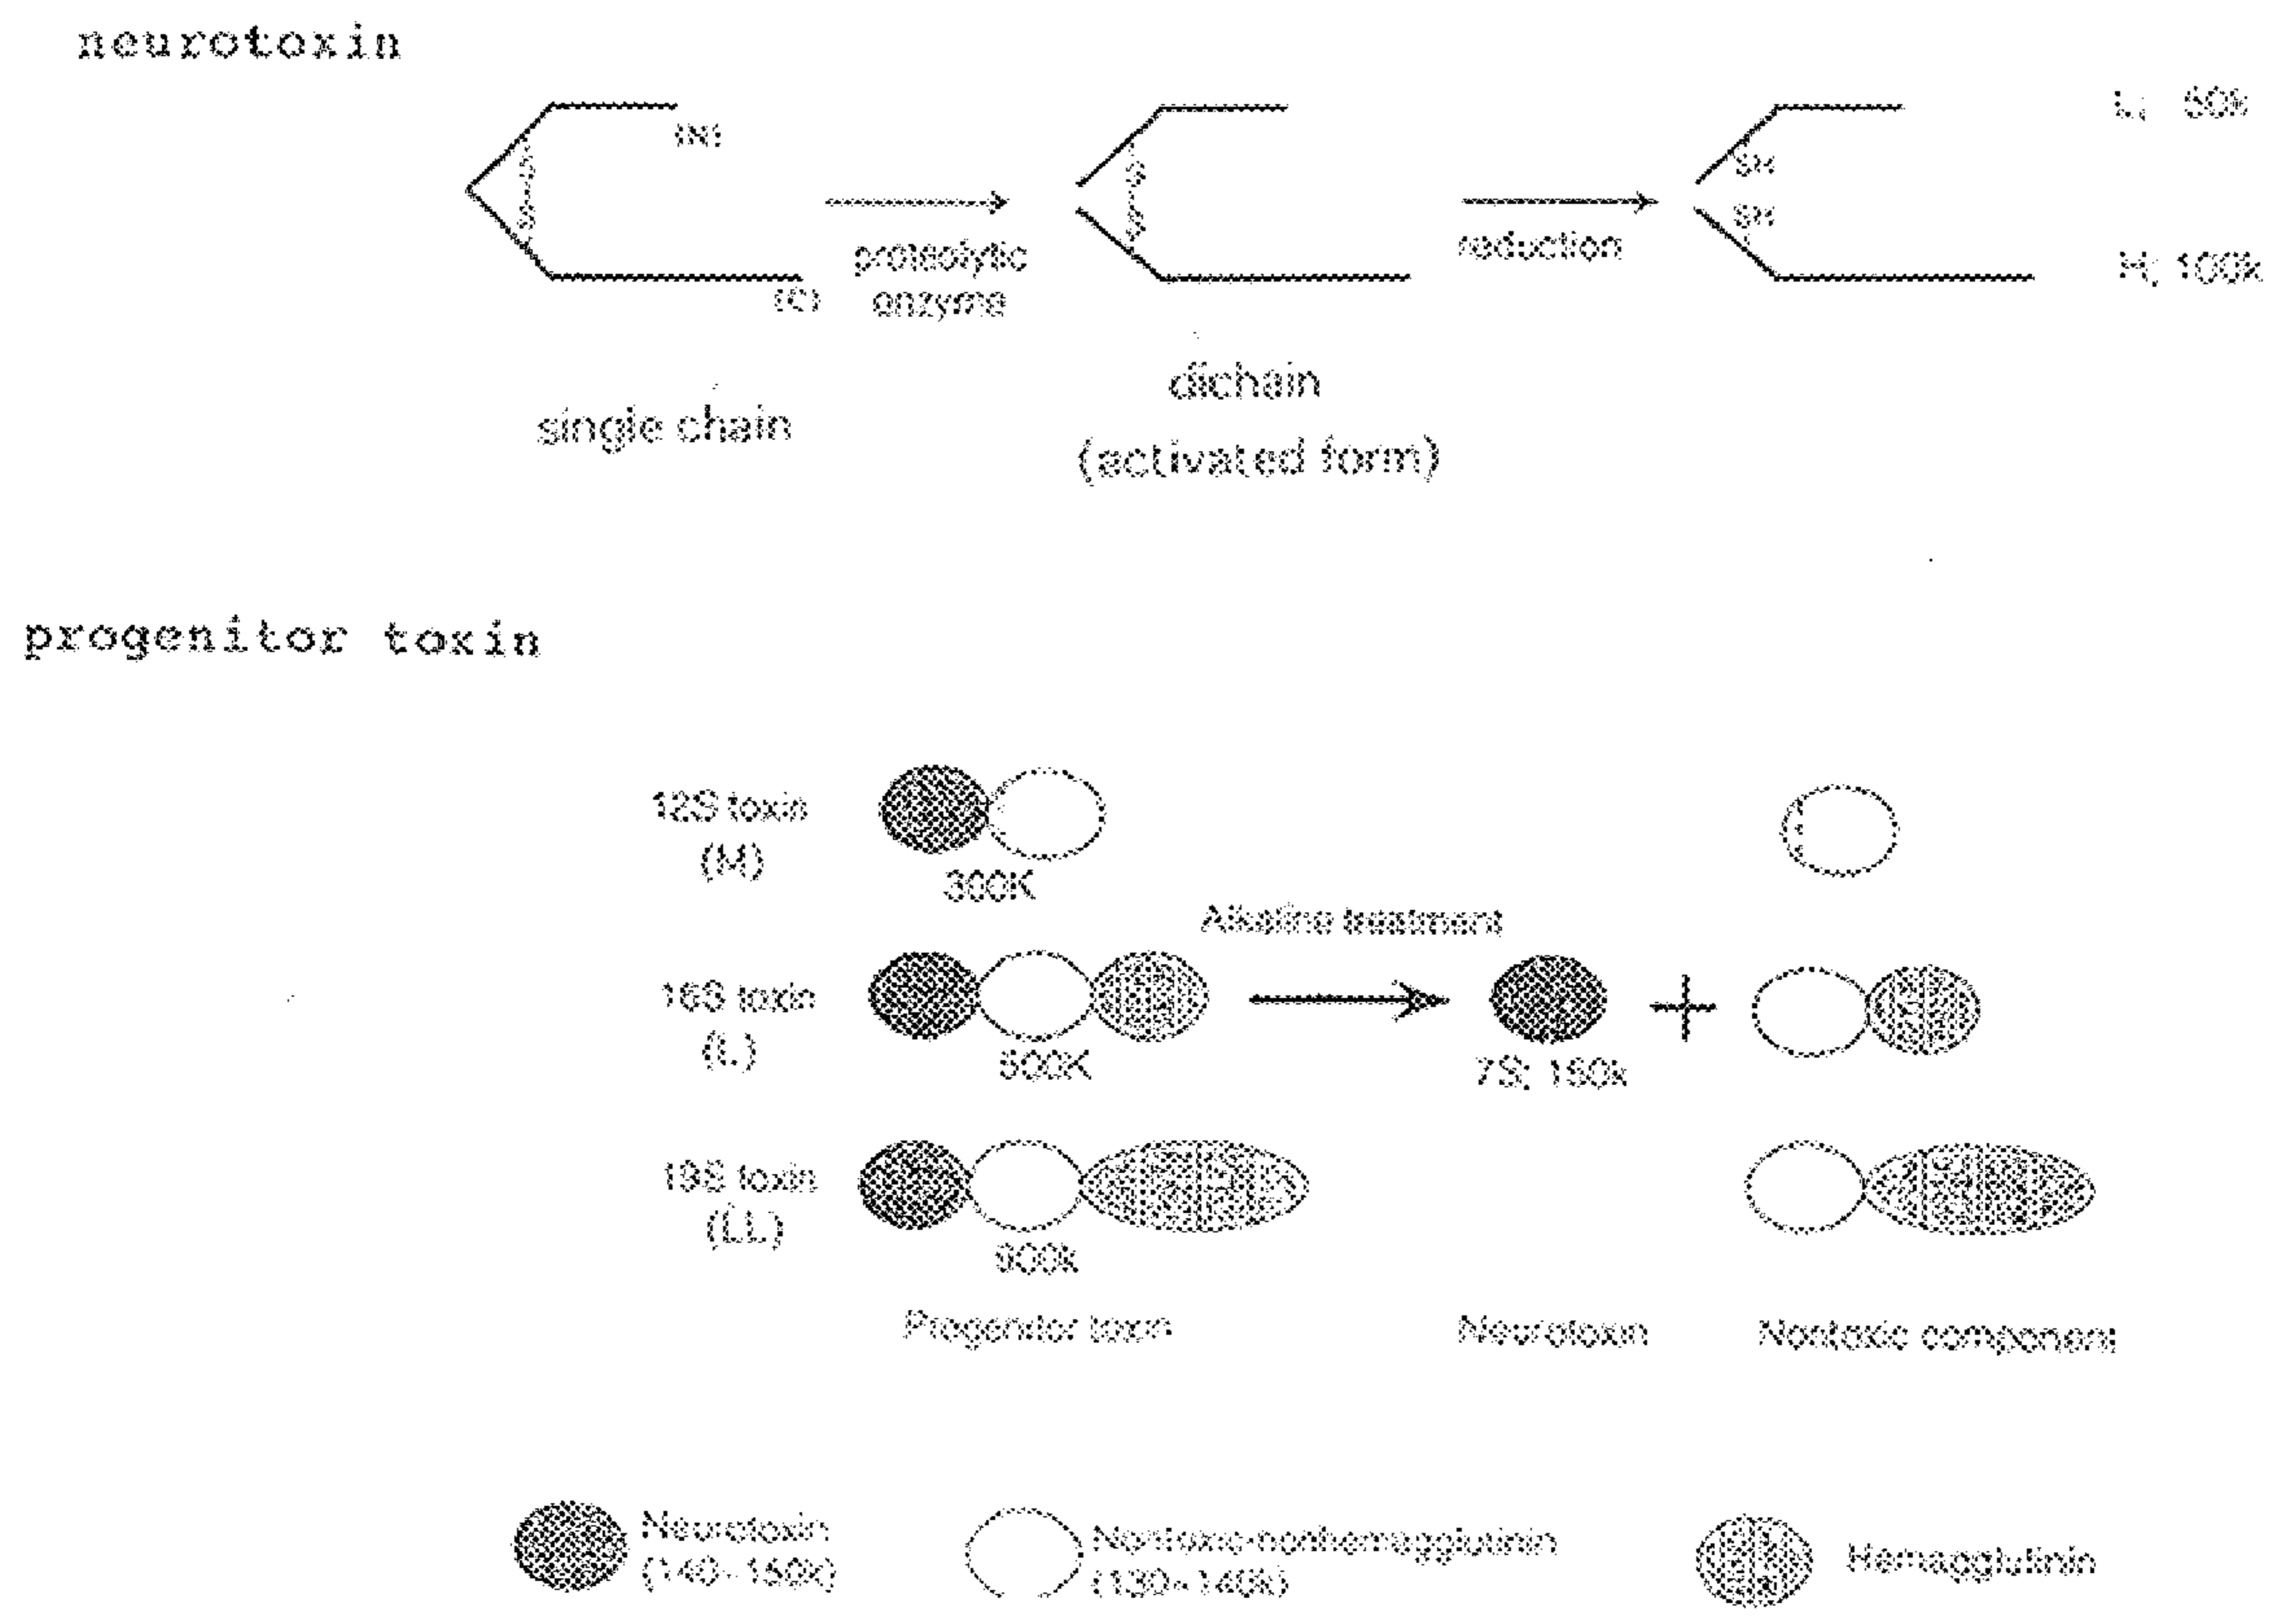 neurotoxin
(N)
S
S
(C)
proteolytic
enzyme
S
S
reduction
SH
SH
L; 50k
H; 100k
single chain
dichain
(activated form)
progenitor toxin
12S toxin
(M)
300K
Alkaline treatment
16S toxin
(L)
500K
7S; 150k
19S toxin
(LL)
900k
Progenitor toxin
Neurotoxin
Nontoxic component
Neurotoxin
(140~150k)
Nontoxic-nonhemagglutinin
(130~140k)
Hemagglutinin